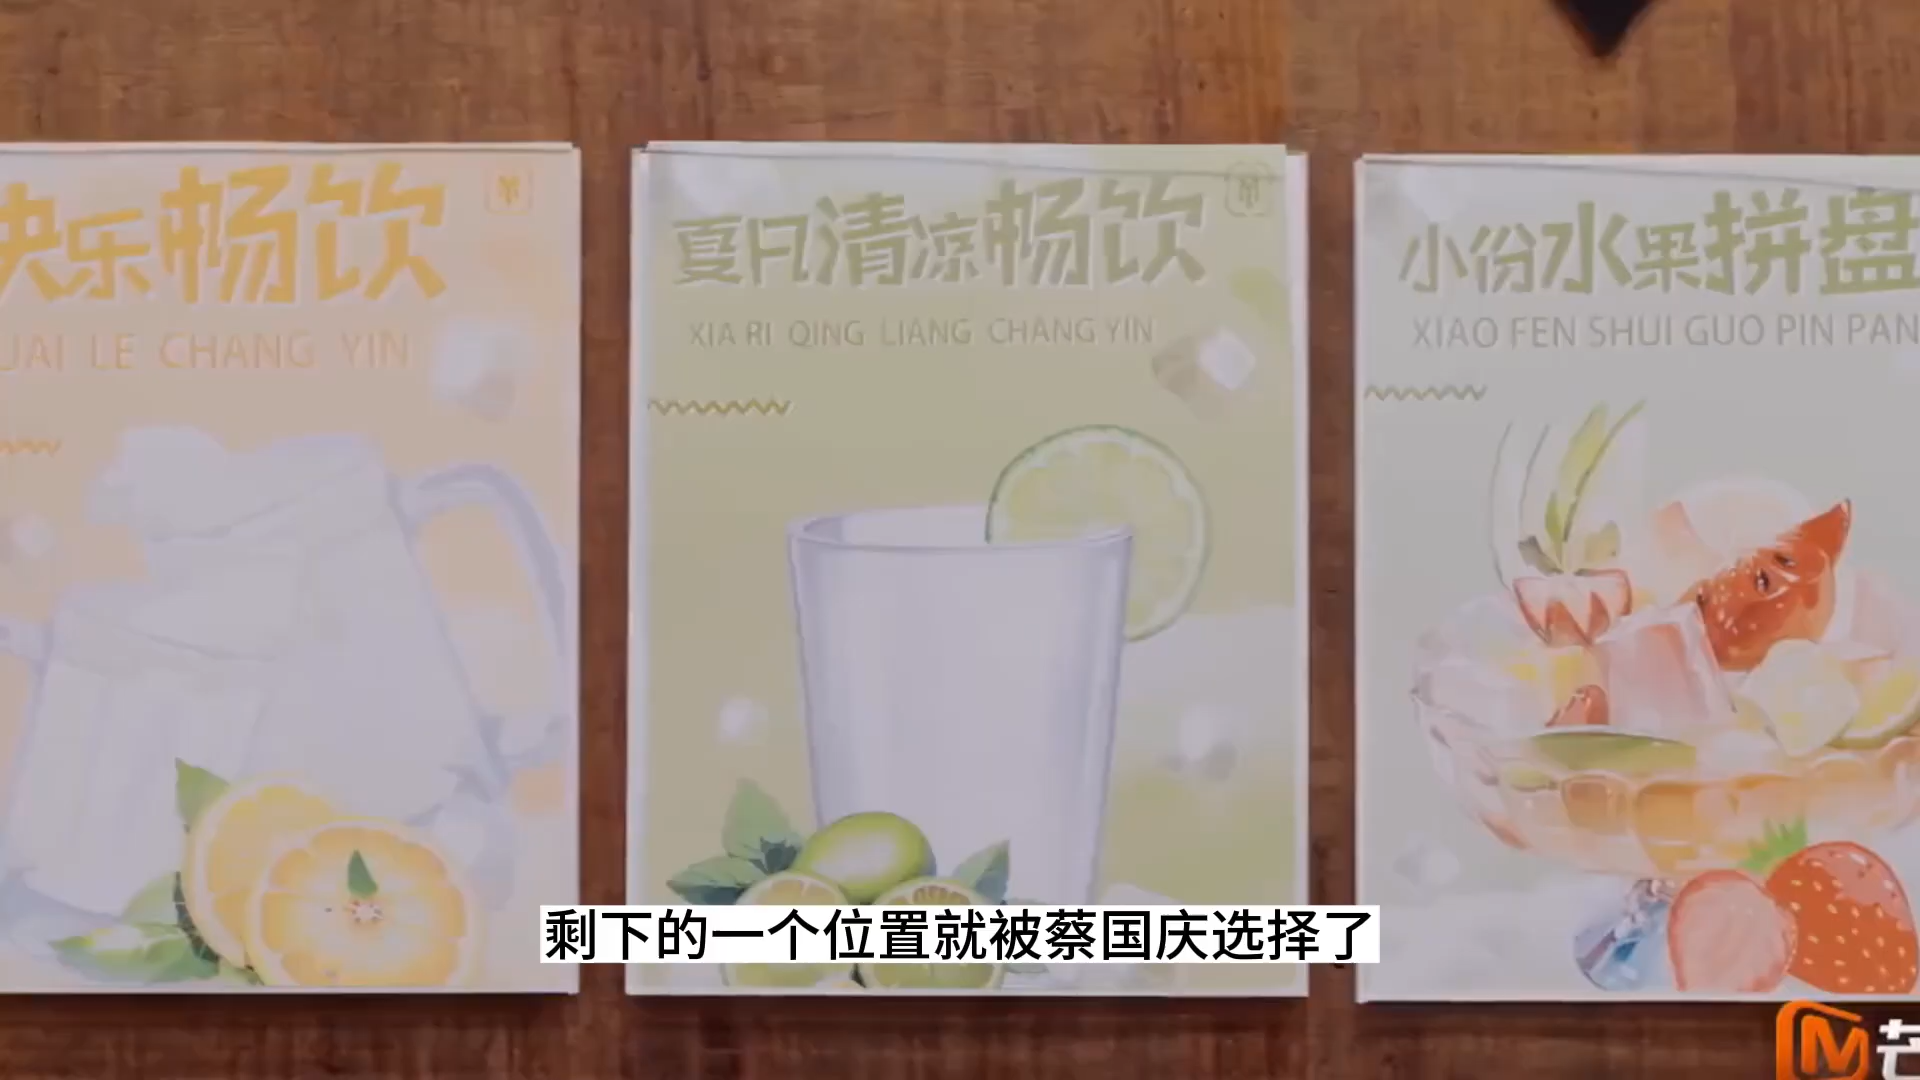 快乐畅饮
UAI LE CHANG YIN
夏日清凉畅饮
XIA RI QING LIANG CHANG YIN
小份水果拼盘
XIAO FEN SHUI GUO PIN PAN
剩下的一个位置就被蔡国庆选择了
芒